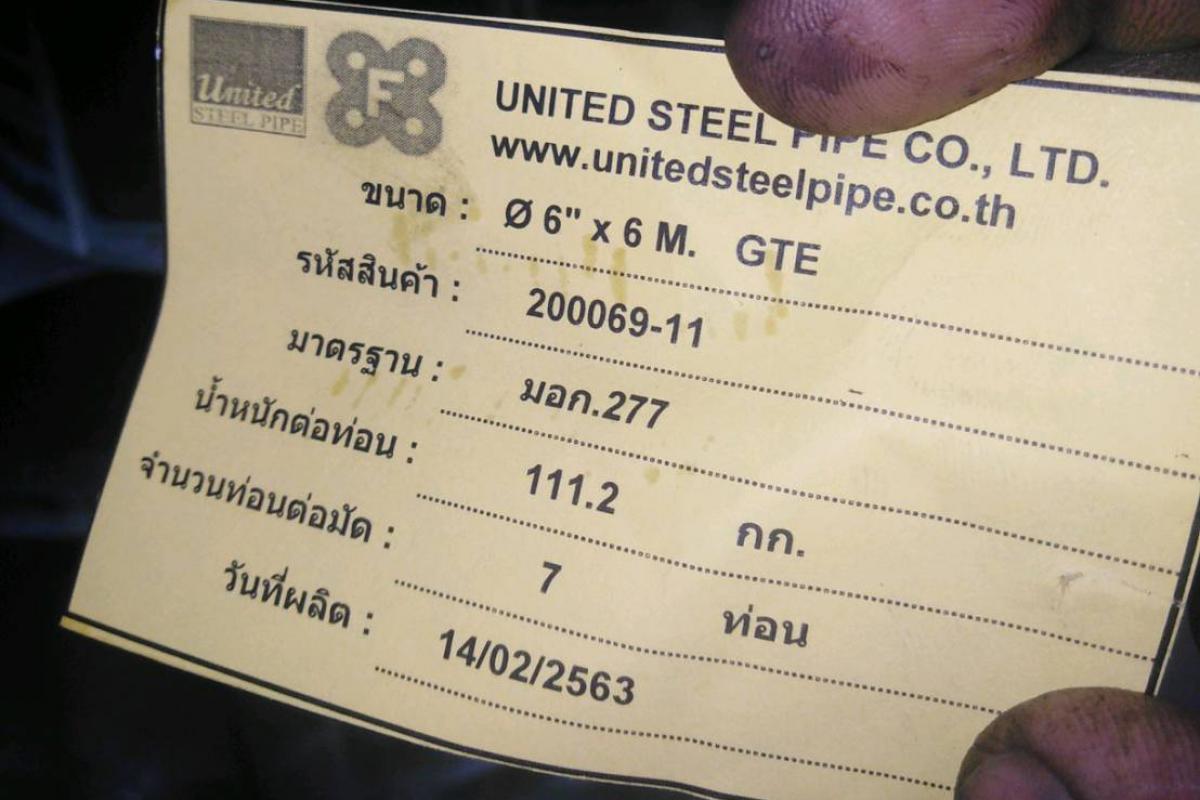 United
STEEL PIPE
F
UNITED STEEL PIPE CO., LTD.
www.unitedsteelpipe.co.th
ขนาด : Ø 6" x 6 M. GTE
รหัสสินค้า : 200069-11
มาตรฐาน : มอก.277
น้ำหนักต่อท่อน : 111.2 กก.
จำนวนท่อนต่อมัด : 7 ท่อน
วันที่ผลิต : 14/02/2563